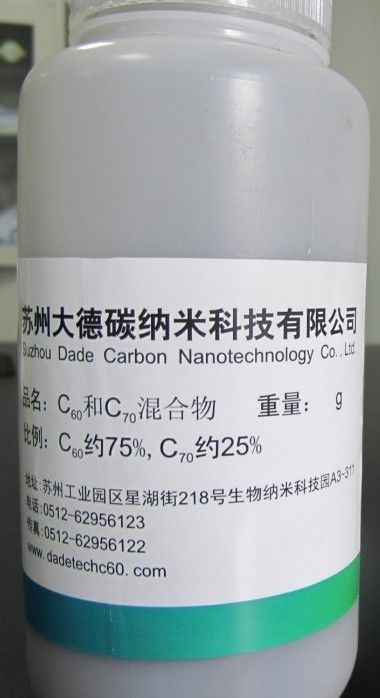 苏州大德碳纳米科技有限公司
Suzhou Dade Carbon Nanotechnology Co., Ltd.
品名: C60和C70混合物 重量: g
比例: C60约75%, C70约25%
地址: 苏州工业园区星湖街218号生物纳米科技园A3-311
电话: 0512-62956123
传真: 0512-62956122
www.dadetechc60.com